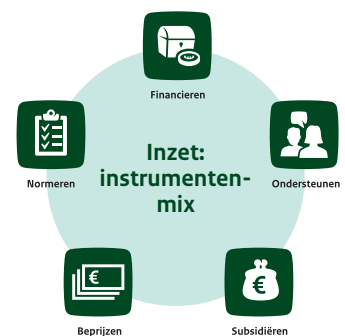 Financieren
Normeren
Inzet:
instrumenten-
mix
Ondersteunen
€
Beprijzen
€
Subsidiëren